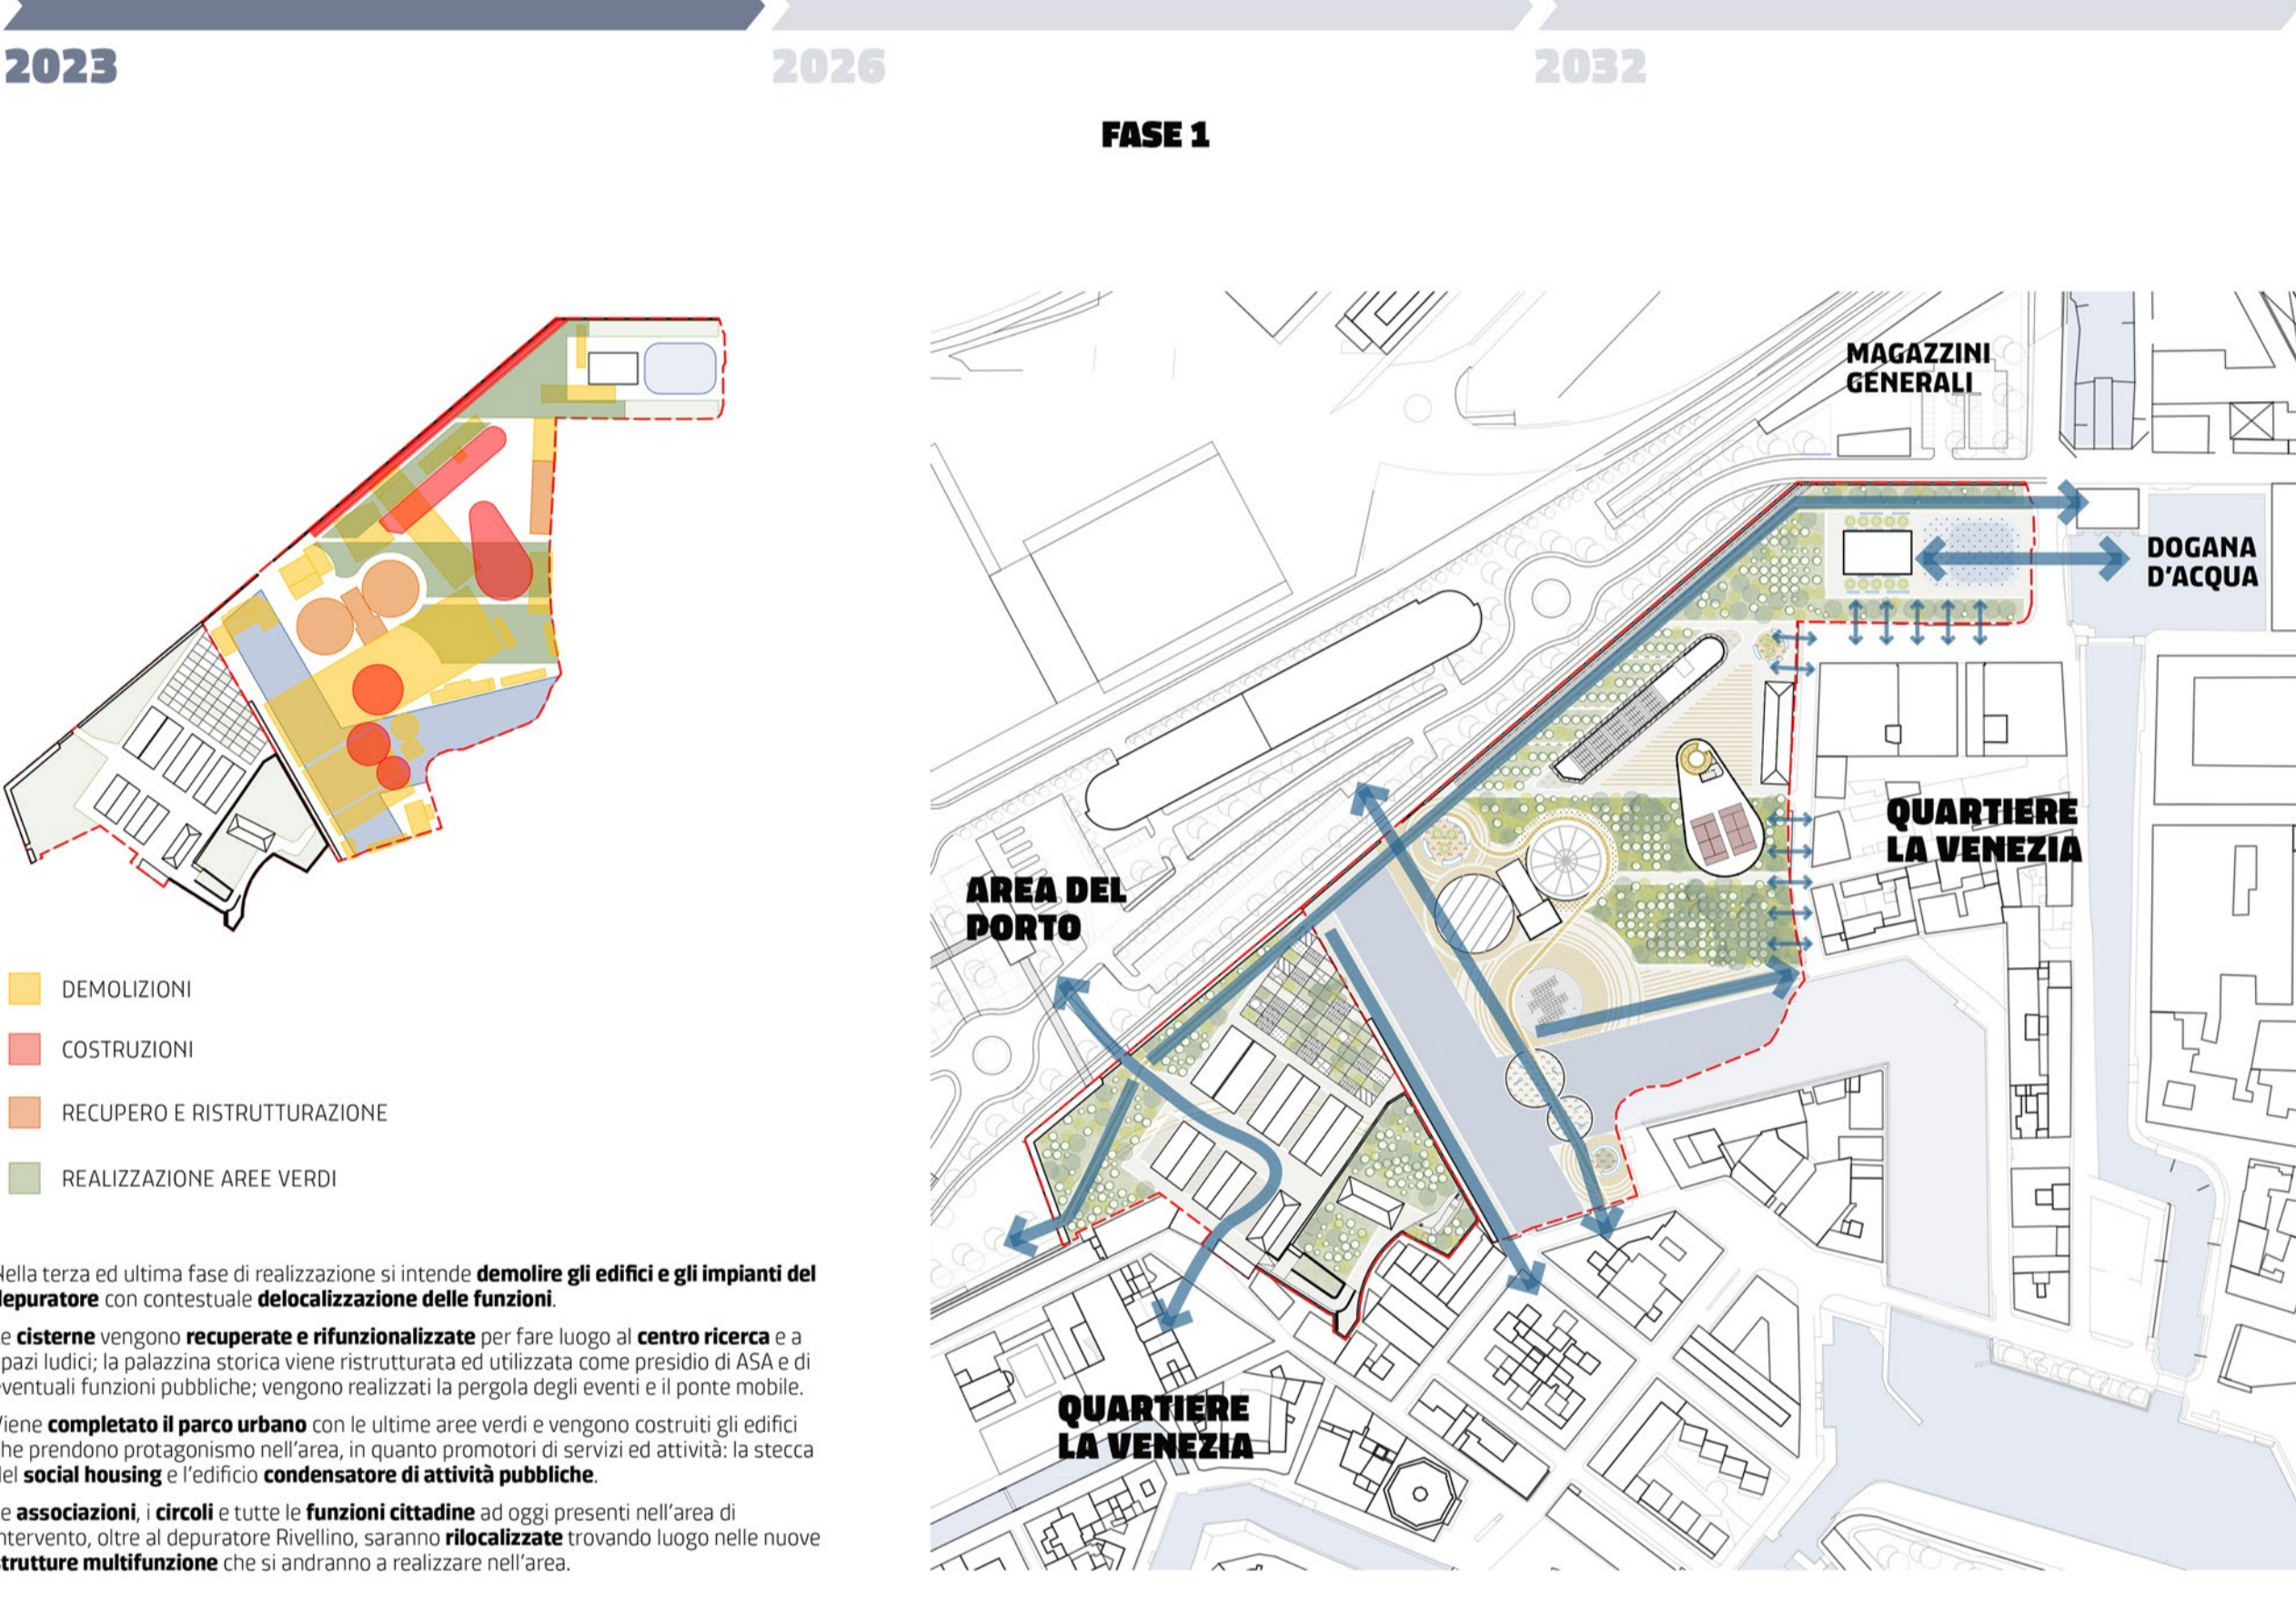 2023
2026
2032
FASE 1
MAGAZZINI
GENERALI
DOGANA
D'ACQUA
QUARTIERE
LA VENEZIA
AREA DEL
PORTO
QUARTIERE
LA VENEZIA
DEMOLIZIONI
COSTRUZIONI
RECUPERO E RISTRUTTURAZIONE
REALIZZAZIONE AREE VERDI
Nella terza ed ultima fase di realizzazione si intende demolire gli edifici e gli impianti del
depuratore con contestuale delocalizzazione delle funzioni.
e cisterne vengono recuperate e rifunzionalizzate per fare luogo al centro ricerca e a
pazi ludici; la palazzina storica viene ristrutturata ed utilizzata come presidio di ASA e di
eventuali funzioni pubbliche; vengono realizzati la pergola degli eventi e il ponte mobile.
Viene completato il parco urbano con le ultime aree verdi e vengono costruiti gli edifici
he prendono protagonismo nell'area, in quanto promotori di servizi ed attività: la stecca
del social housing e l'edificio condensatore di attività pubbliche.
e associazioni, i circoli e tutte le funzioni cittadine ad oggi presenti nell'area di
ntervento, oltre al depuratore Rivellino, saranno rilocalizzate trovando luogo nelle nuove
strutture multifunzione che si andranno a realizzare nell'area.